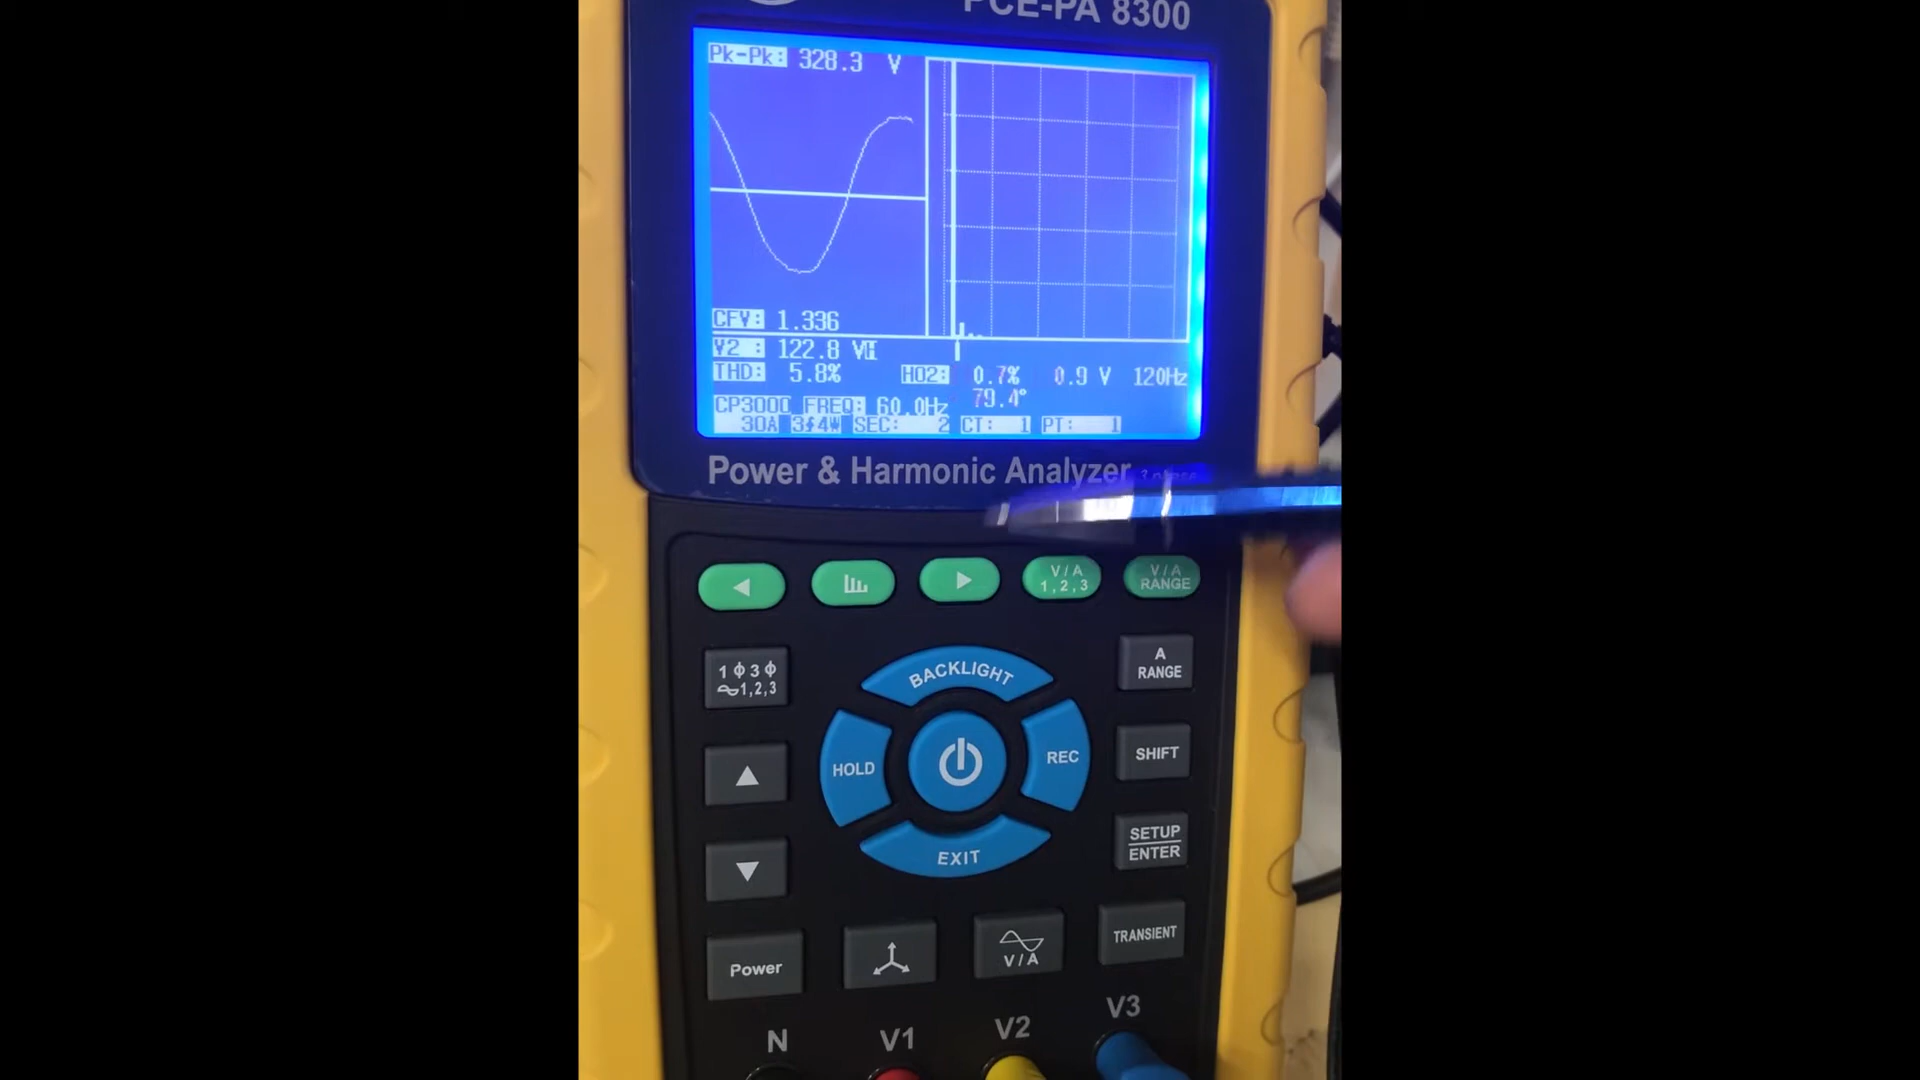 PCE-PA 8300
Pk-Pk: 328.3 V
CFV: 1.336
V2 : 122.8 V
THD: 5.8% H02: 0.7% 0.9 V 120Hz
79.4°
CP3000 FREQ: 60.0Hz
30A 3ϕ4W SEC: 2 CT: 1 PT: 1
Power & Harmonic Analyzer 3 phase
V/A
1,2,3
V/A
RANGE
1ϕ3ϕ
1,2,3
BACKLIGHT
A
RANGE
HOLD
REC
SHIFT
EXIT
SETUP
ENTER
Power
V/A
TRANSIENT
N
V1
V2
V3